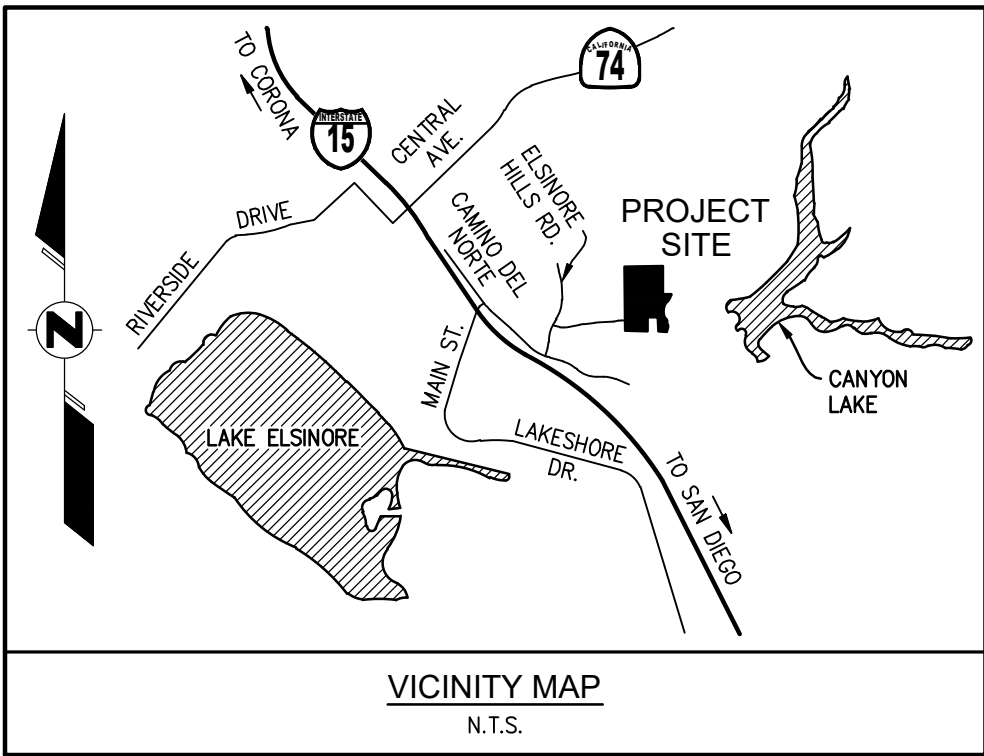 TO CORONA
INTERSTATE
15
CENTRAL
AVE.
CALIFORNIA
74
ELSINORE
HILLS RD.
PROJECT
SITE
CAMINO DEL
NORTE
RIVERSIDE
DRIVE
N
MAIN ST.
LAKE ELSINORE
LAKESHORE
DR.
CANYON
LAKE
TO SAN DIEGO
VICINITY MAP
N.T.S.